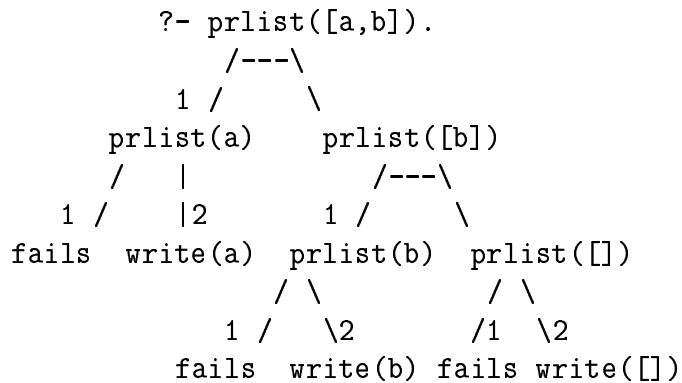 ?- prlist([a,b]).
/---\
1 / \
prlist(a) prlist([b])
/ | /---\
1 / |2 1 / \
fails write(a) prlist(b) prlist([])
/ \ / \
1 / \2 /1 \2
fails write(b) fails write([])